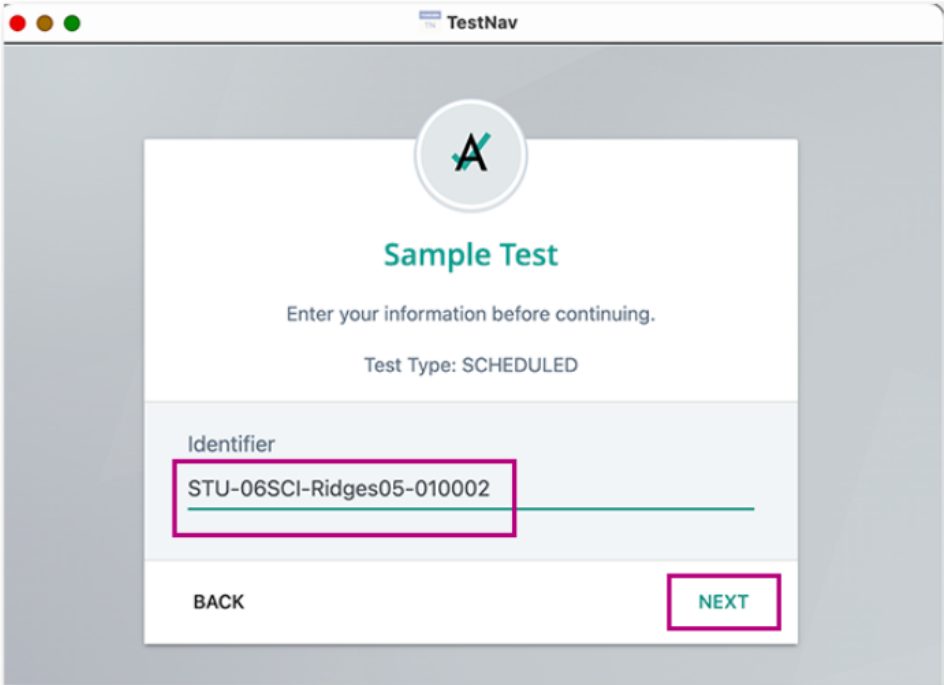 TestNav
Sample Test
Enter your information before continuing.
Test Type: SCHEDULED
Identifier
STU-06SCI-Ridges05-010002
BACK
NEXT